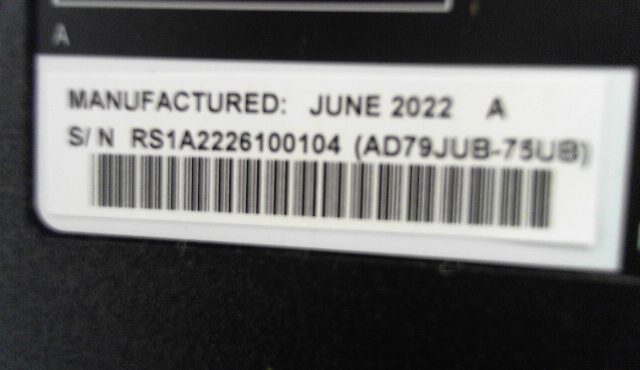 A
MANUFACTURED: JUNE 2022 A
S/N RS1A2226100104 (AD79JUB-75UB)